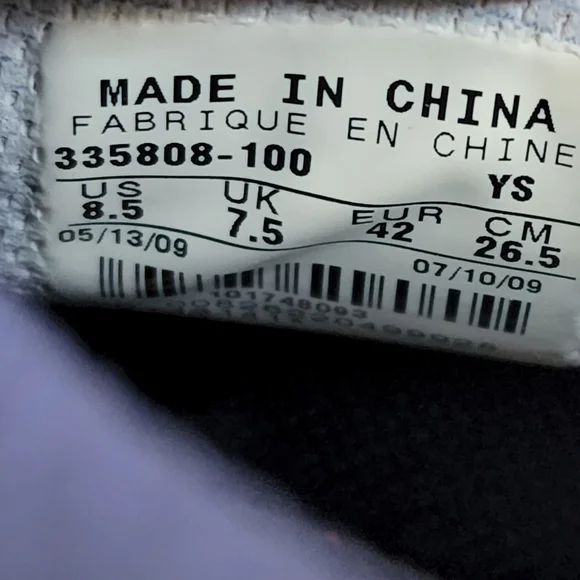 MADE IN CHINA
FABRIQUE EN CHINE
335808-100 YS
US UK EUR CM
8.5 7.5 42 26.5
05/13/09 07/10/09
101748093